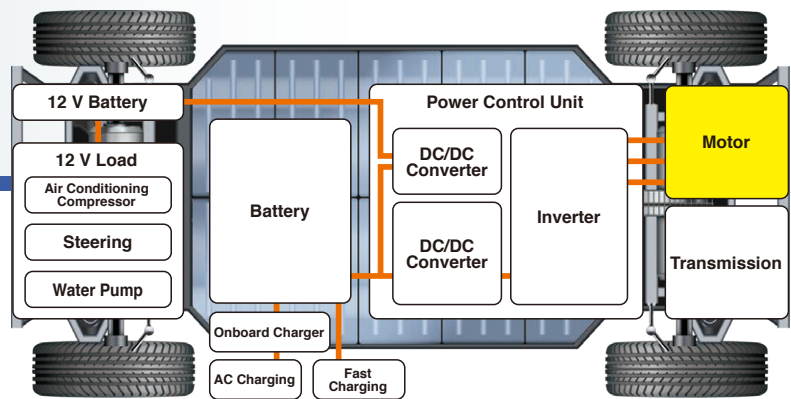 12 V Battery
12 V Load
Air Conditioning
Compressor
Steering
Water Pump
Battery
Onboard Charger
AC Charging
Fast
Charging
Power Control Unit
DC/DC
Converter
DC/DC
Converter
Inverter
Motor
Transmission